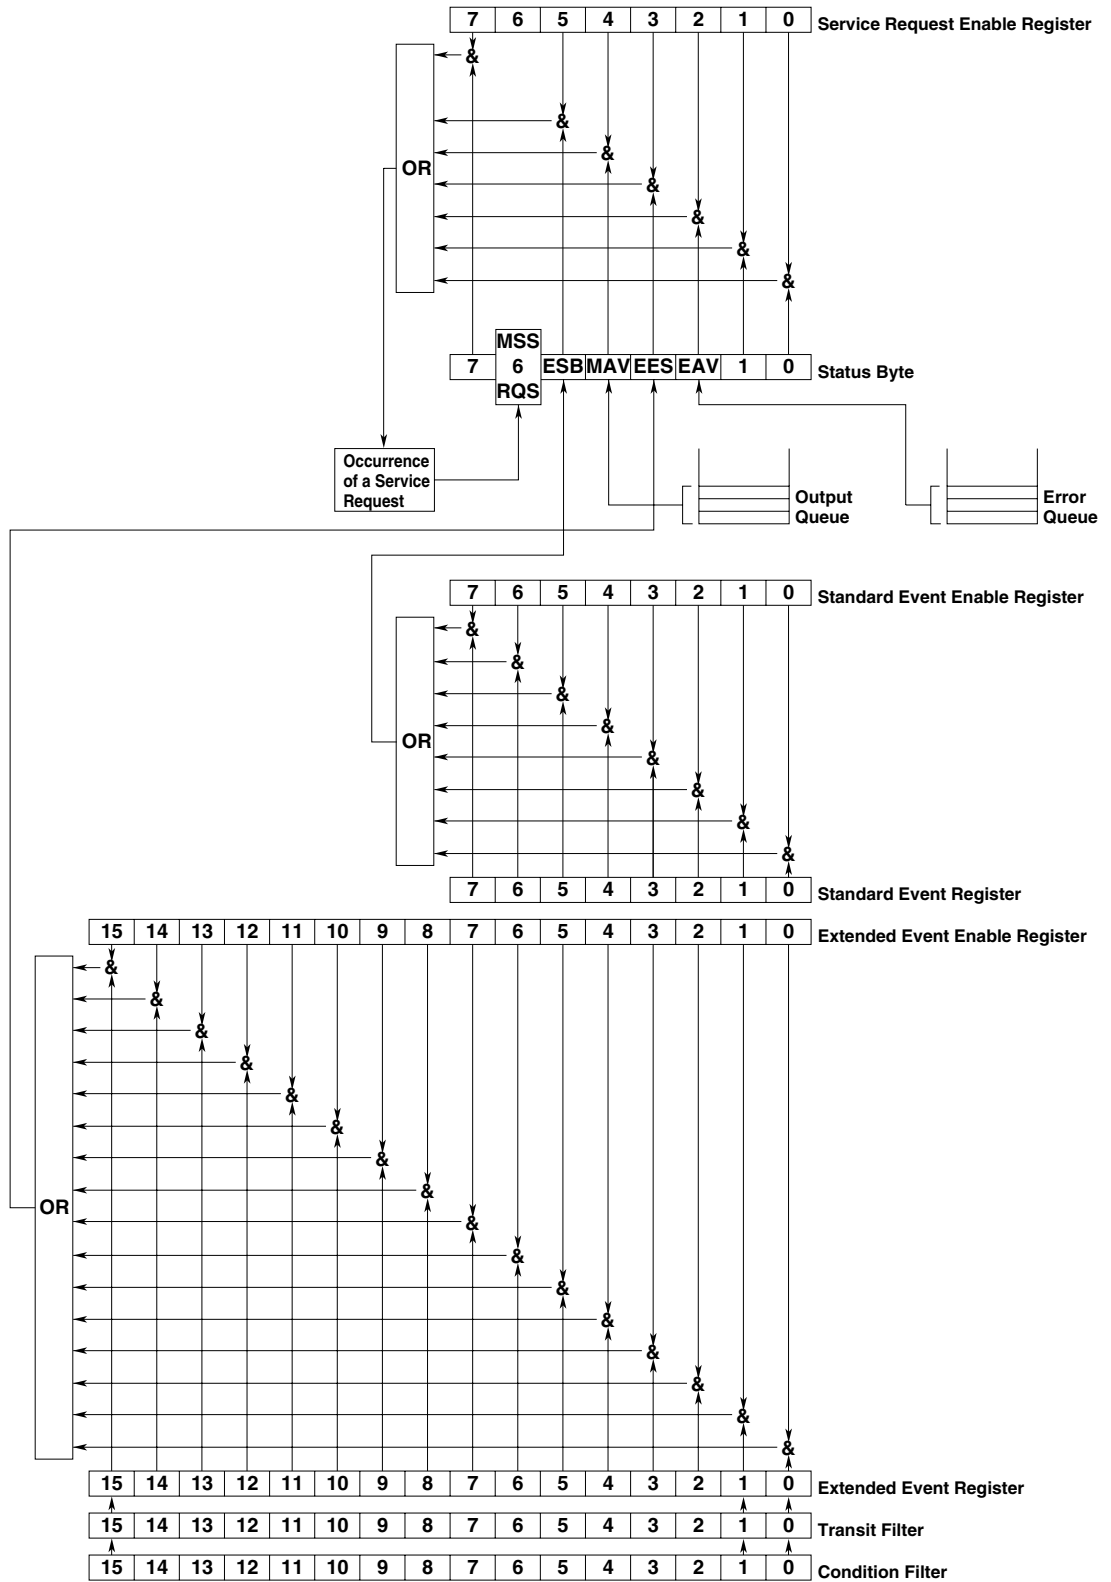 7 6 5 4 3 2 1 0 Service Request Enable Register
&
&
&
OR
&
&
&
&
MSS
7 6 ESB MAV EES EAV 1 0 Status Byte
RQS
Occurrence
of a Service
Request
Output
Queue
Error
Queue
7 6 5 4 3 2 1 0 Standard Event Enable Register
&
&
&
&
OR
&
&
&
&
7 6 5 4 3 2 1 0 Standard Event Register
15 14 13 12 11 10 9 8 7 6 5 4 3 2 1 0 Extended Event Enable Register
&
&
&
&
&
&
&
&
OR
&
&
&
&
&
&
&
&
15 14 13 12 11 10 9 8 7 6 5 4 3 2 1 0 Extended Event Register
15 14 13 12 11 10 9 8 7 6 5 4 3 2 1 0 Transit Filter
15 14 13 12 11 10 9 8 7 6 5 4 3 2 1 0 Condition Filter